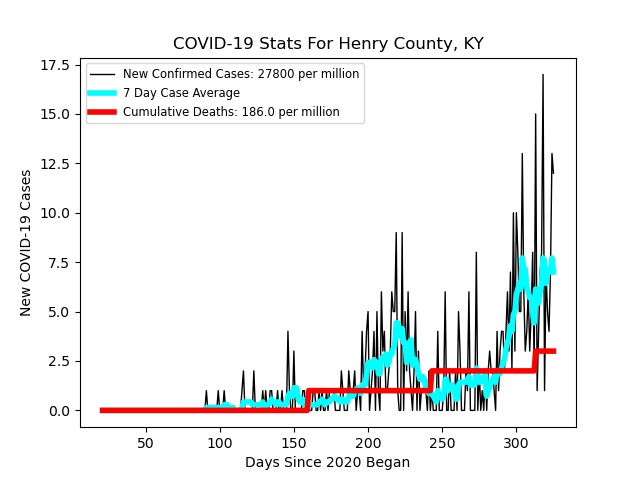 COVID-19 Stats For Henry County, KY
New Confirmed Cases: 27800 per million
7 Day Case Average
Cumulative Deaths: 186.0 per million
New COVID-19 Cases
17.5
15.0
12.5
10.0
7.5
5.0
2.5
0.0
50 100 150 200 250 300
Days Since 2020 Began